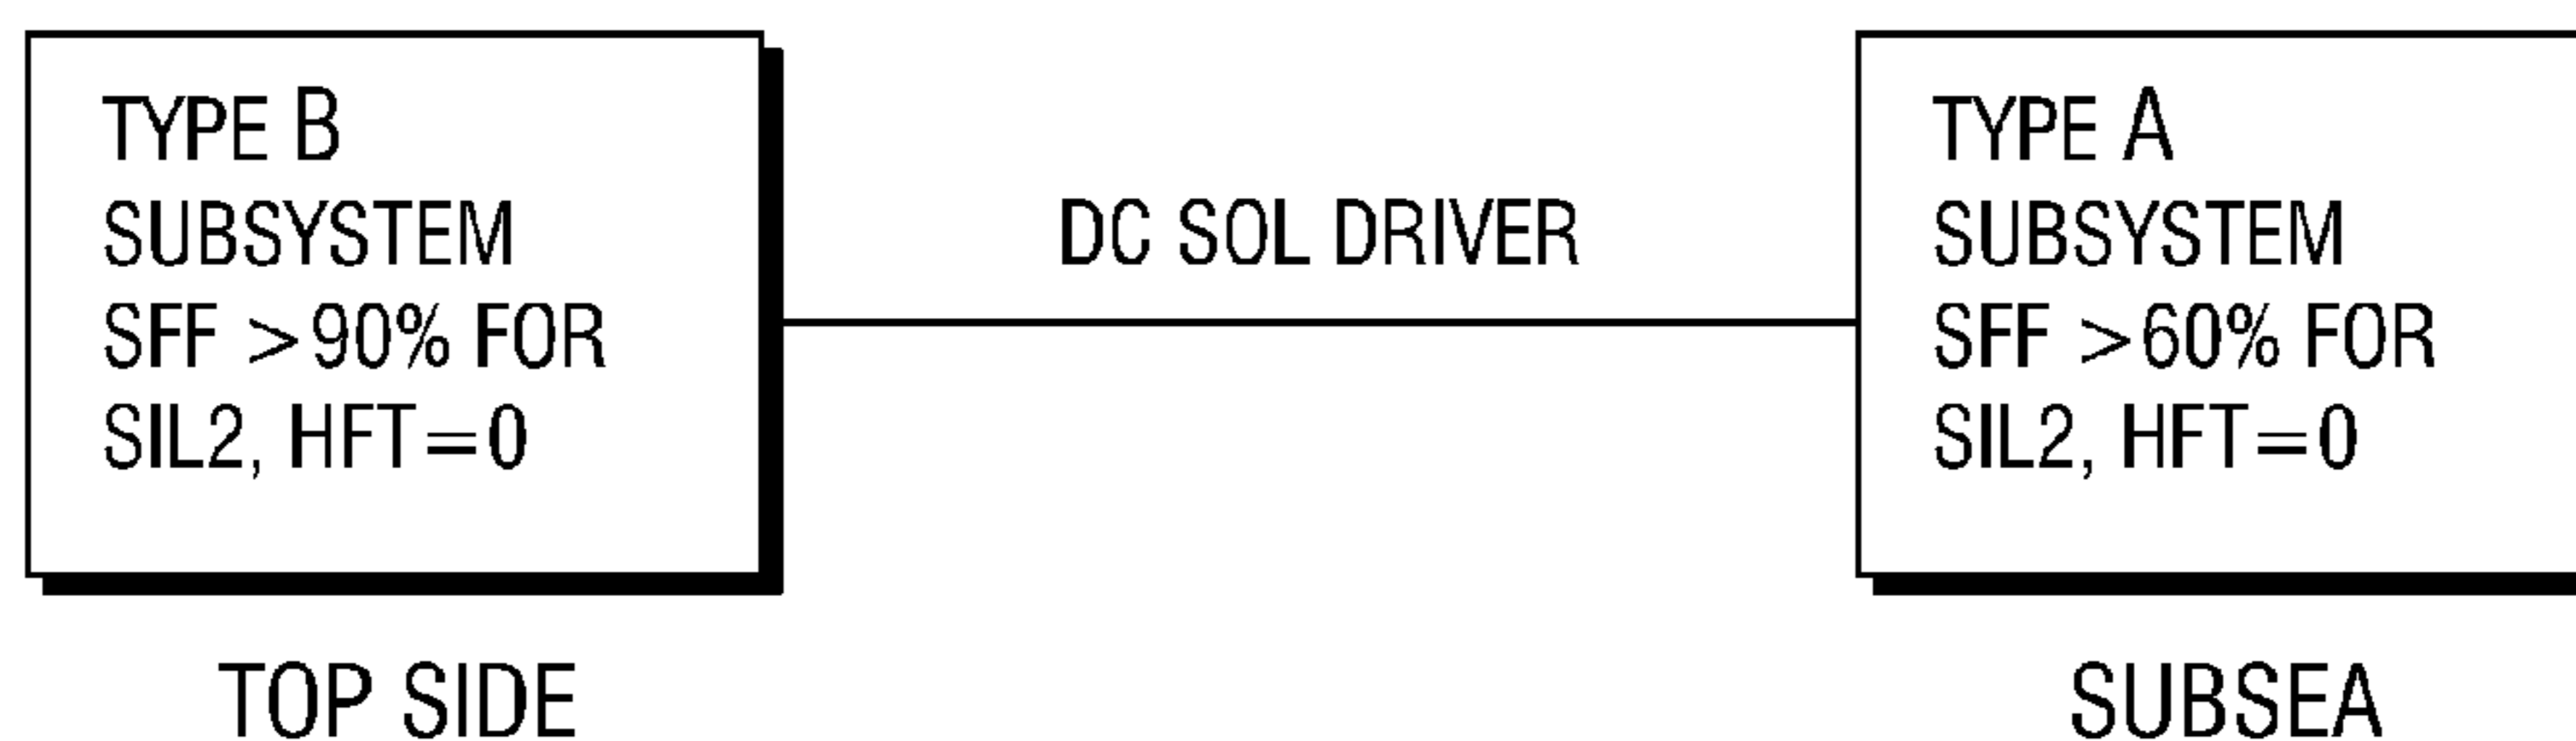 TYPE B
SUBSYSTEM
SFF >90% FOR
SIL2, HFT=0
DC SOL DRIVER
TYPE A
SUBSYSTEM
SFF >60% FOR
SIL2, HFT=0
TOP SIDE
SUBSEA